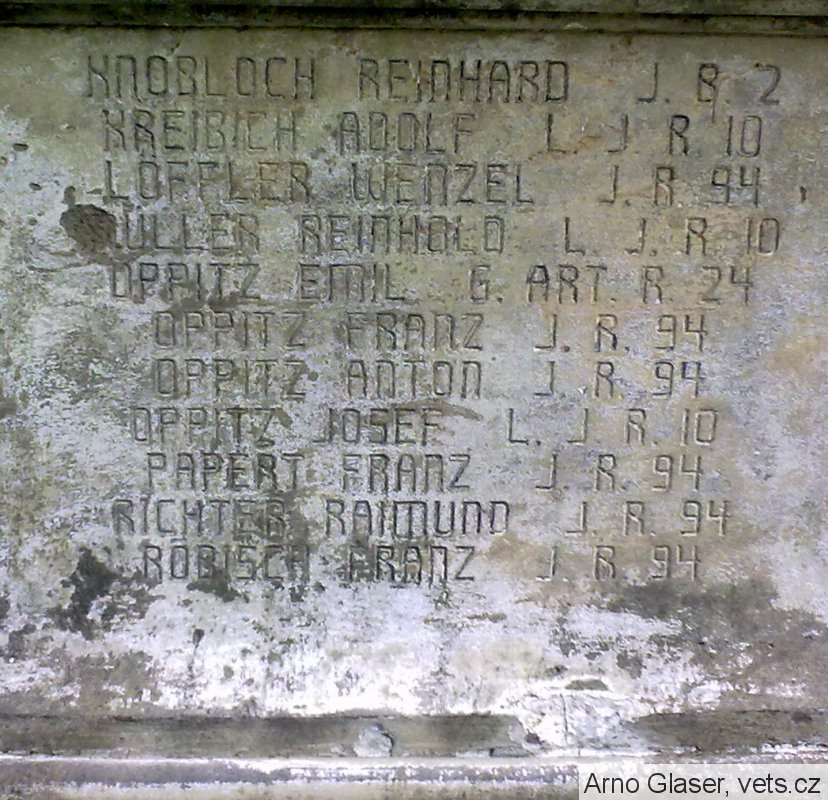 KNOBLOCH REINHARD J. B. 2
KREIBICH ADOLF L. J. R. 10
LÖFFLER WENZEL J. R. 94
REINHOLD L. J. R. 10
OPPITZ EMIL G. ART. R. 24
OPPITZ FRANZ J. R. 94
OPPITZ ANTON J. R. 94
OPPITZ JOSEF L. J. R. 10
PAPERT FRANZ J. R. 94
RICHTER RAIMUND J. R. 94
RÖBISCH FRANZ J. R. 94
Arno Glaser, vets.cz